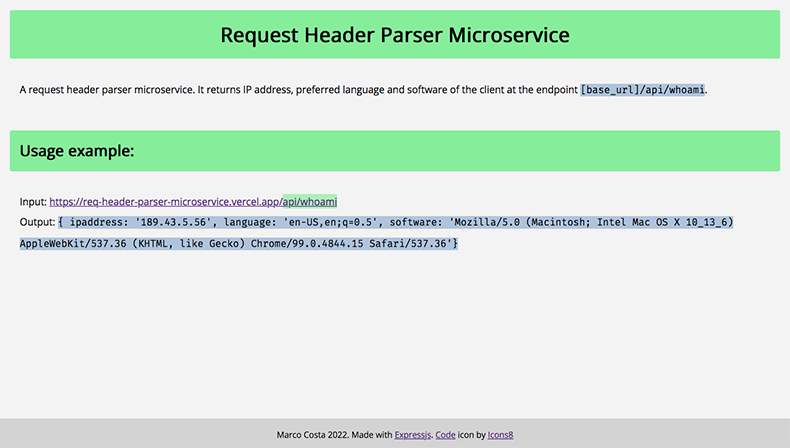 Request Header Parser Microservice
A request header parser microservice. It returns IP address, preferred language and software of the client at the endpoint [base_url]/api/whoami.
Usage example:
Input: https://req-header-parser-microservice.vercel.app/api/whoami
Output: { ipaddress: '189.43.5.56', language: 'en-US,en;q=0.5', software: 'Mozilla/5.0 (Macintosh; Intel Mac OS X 10_13_6)
AppleWebKit/537.36 (KHTML, like Gecko) Chrome/99.0.4844.15 Safari/537.36'}
Marco Costa 2022. Made with Expressjs. Code icon by Icons8